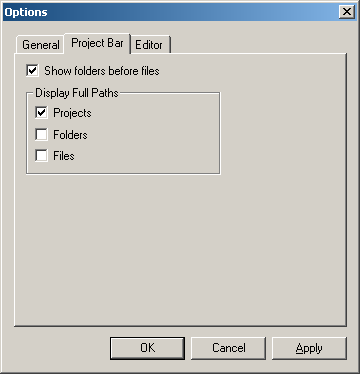 Options
General Project Bar Editor
Show folders before files
Display Full Paths
Projects
Folders
Files
OK Cancel Apply